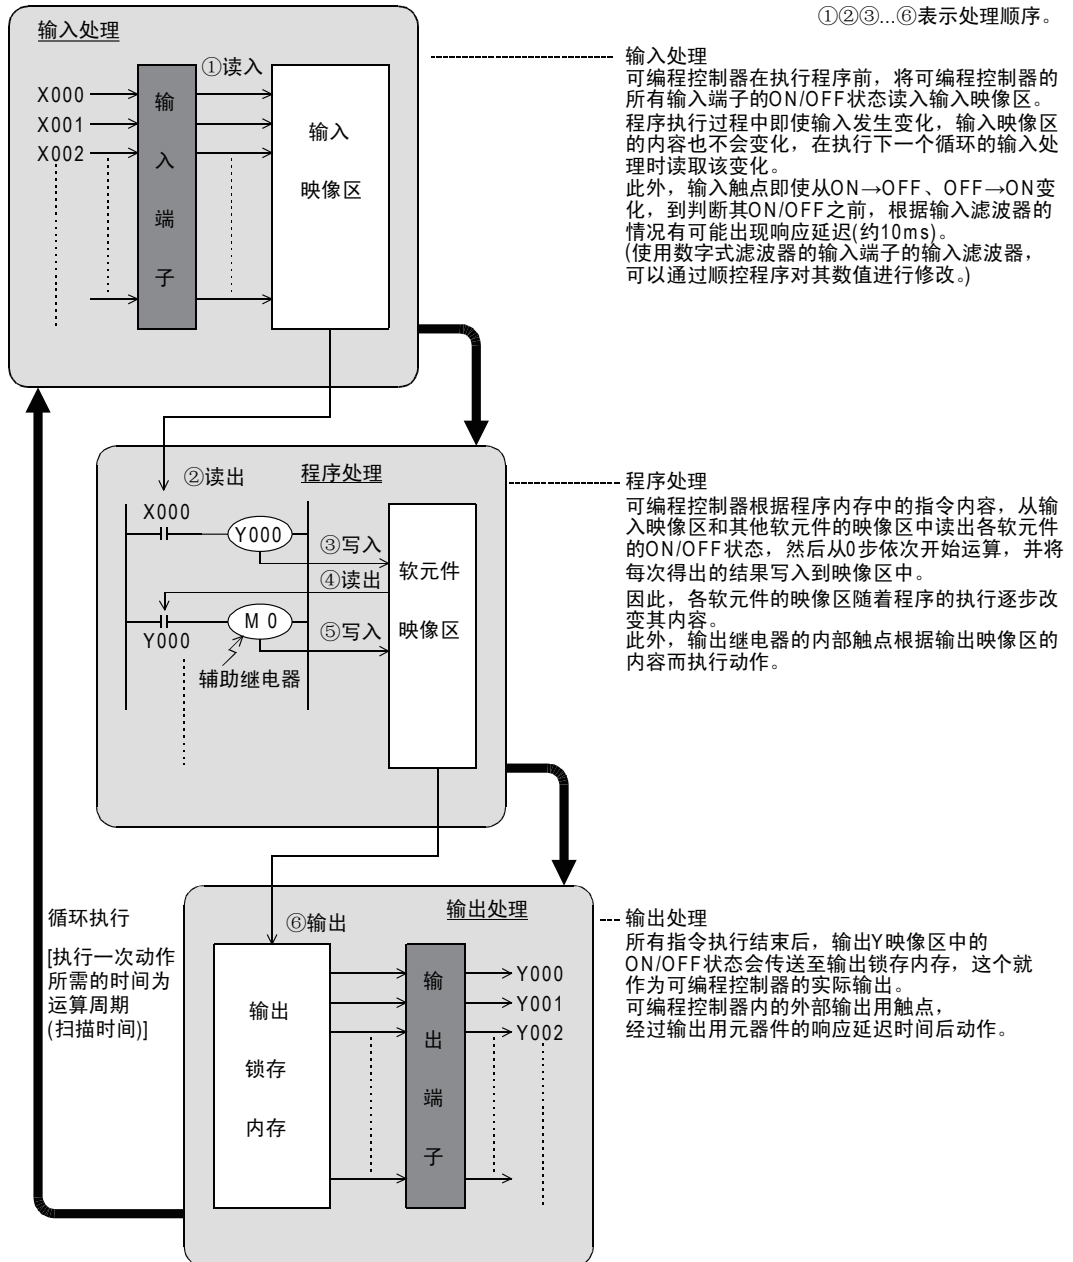 ①②③...⑥表示处理顺序。
输入处理
①读入
X000
X001
X002
输
入
端
子
输入
映像区
输入处理
可编程控制器在执行程序前，将可编程控制器的
所有输入端子的ON/OFF状态读入输入映像区。
程序执行过程中即使输入发生变化，输入映像区
的内容也不会变化，在执行下一个循环的输入处
理时读取该变化。
此外，输入触点即使从ON→OFF、OFF→ON变
化，到判断其ON/OFF之前，根据输入滤波器的
情况有可能出现响应延迟(约10ms)。
(使用数字式滤波器的输入端子的输入滤波器，
可以通过顺控程序对其数值进行修改。)
②读出
程序处理
X000
Y000
③写入
④读出
M 0
Y000
⑤写入
辅助继电器
软元件
映像区
程序处理
可编程控制器根据程序内存中的指令内容，从输
入映像区和其他软元件的映像区中读出各软元件
的ON/OFF状态，然后从0步依次开始运算，并将
每次得出的结果写入到映像区中。
因此，各软元件的映像区随着程序的执行逐步改
变其内容。
此外，输出继电器的内部触点根据输出映像区的
内容而执行动作。
循环执行
[执行一次动作
所需的时间为
运算周期
(扫描时间)]
⑥输出
输出处理
输出
锁存
内存
输
出
端
子
Y000
Y001
Y002
输出处理
所有指令执行结束后，输出Y映像区中的
ON/OFF状态会传送至输出锁存内存，这个就
作为可编程控制器的实际输出。
可编程控制器内的外部输出用触点，
经过输出用元器件的响应延迟时间后动作。